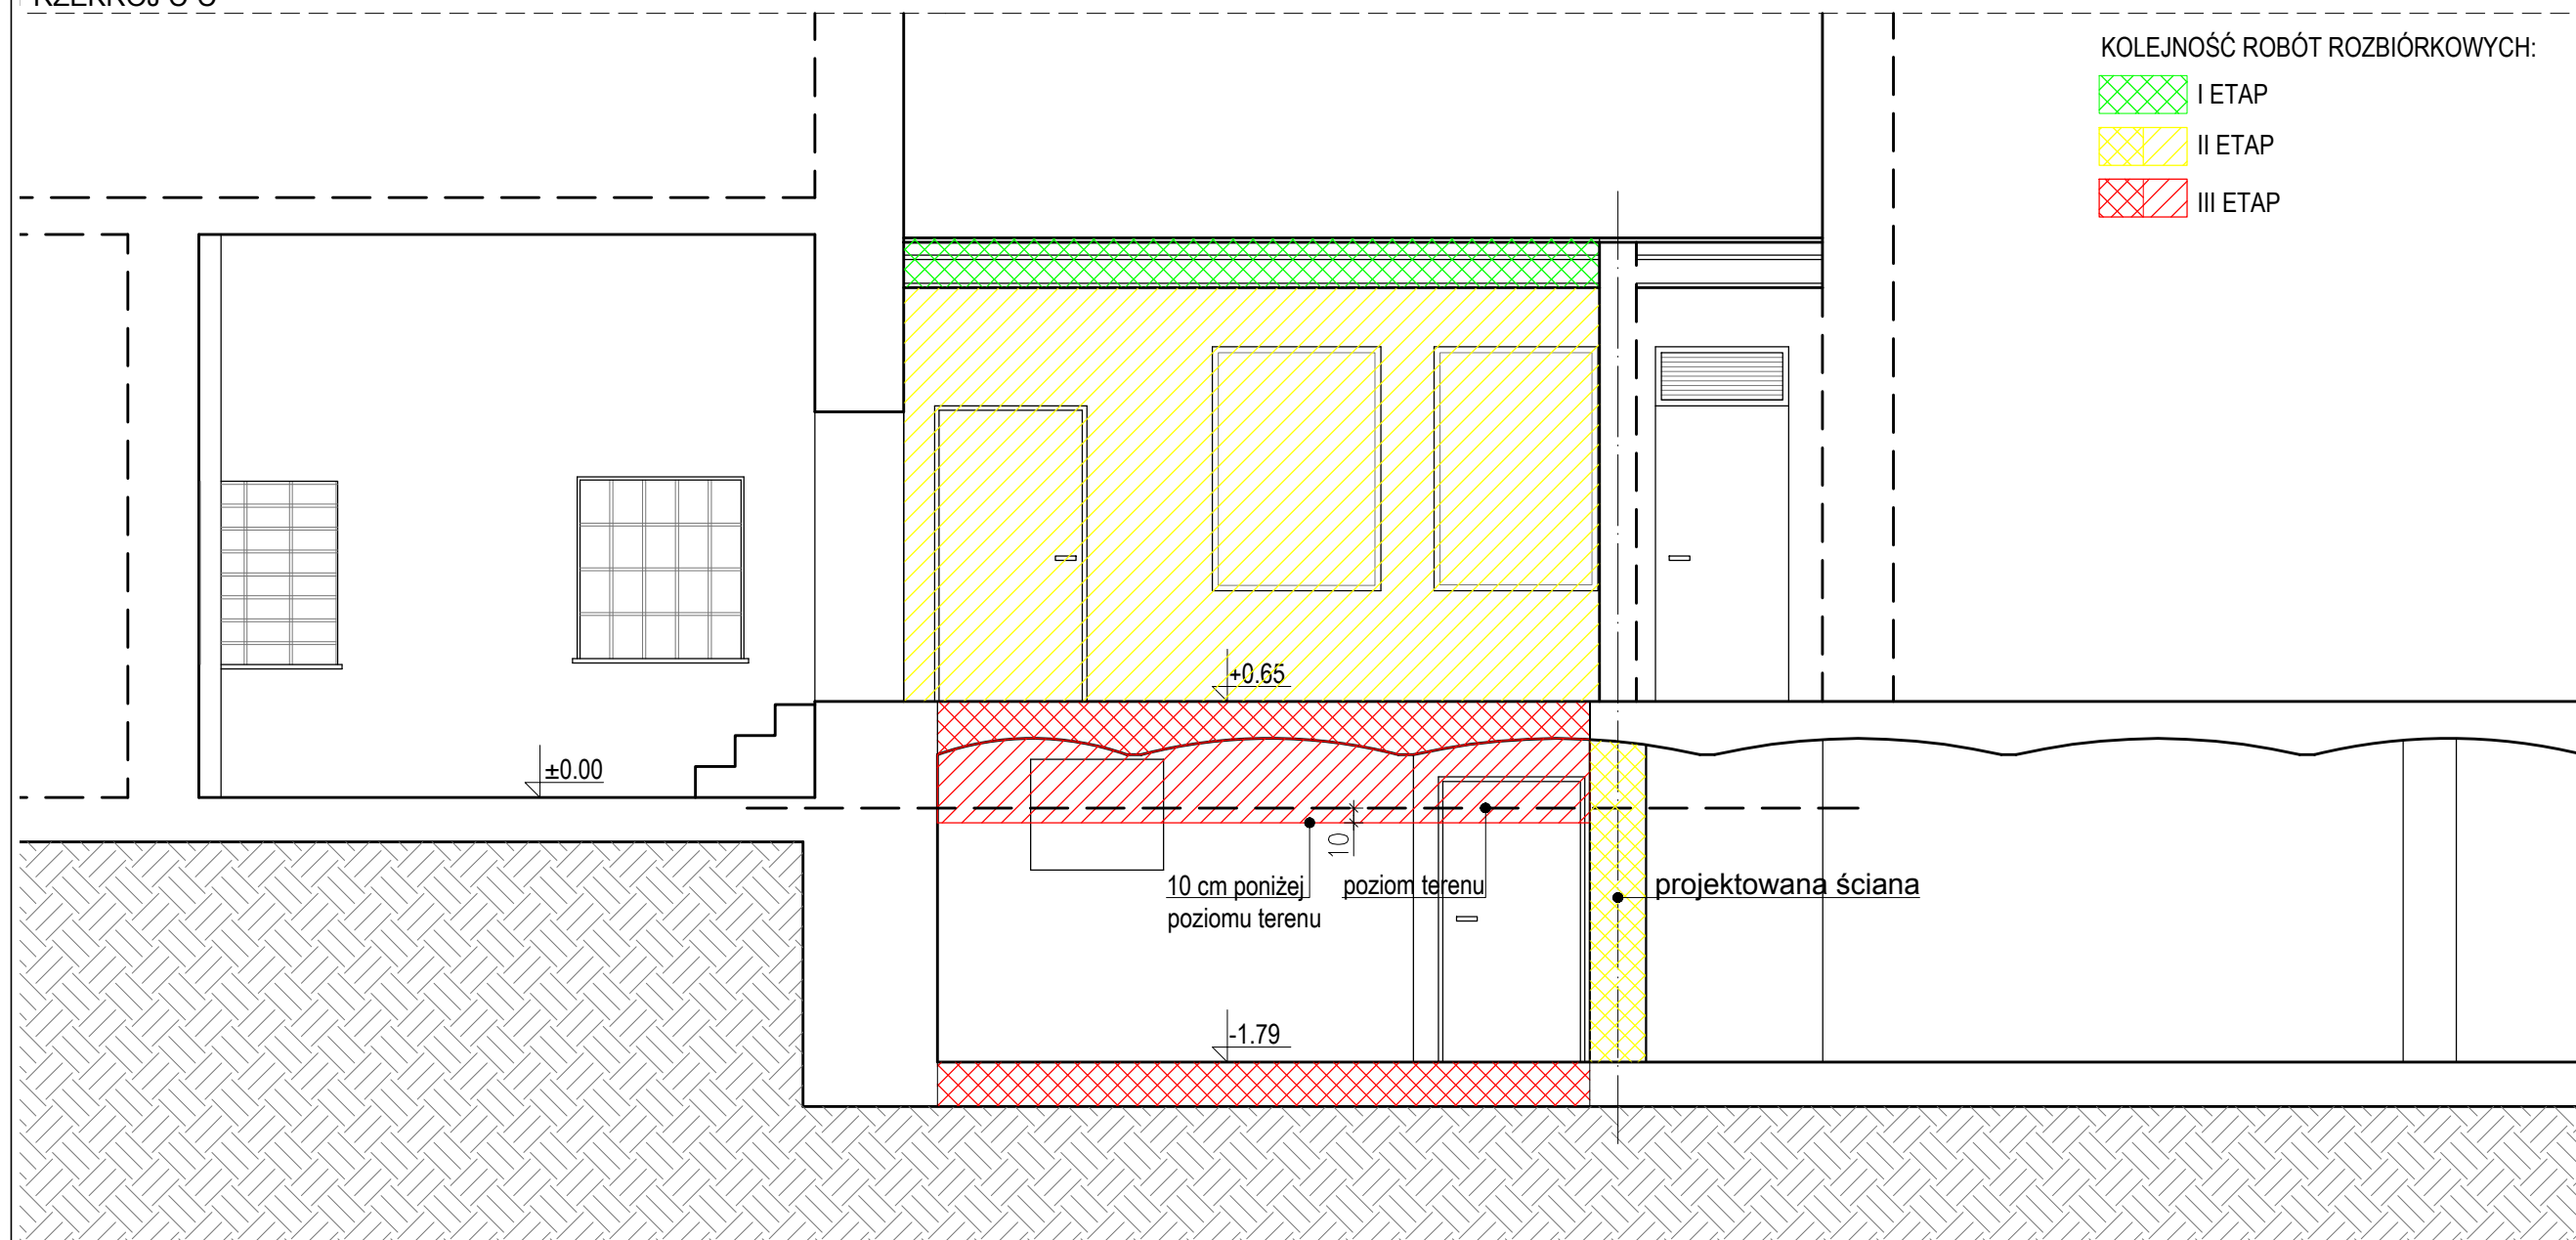 KOLEJNOŚĆ ROBÓT ROZBIÓRKOWYCH:
I ETAP
II ETAP
III ETAP
+0.65
±0.00
10
10 cm poniżej
poziomu terenu
poziom terenu
projektowana ściana
-1.79